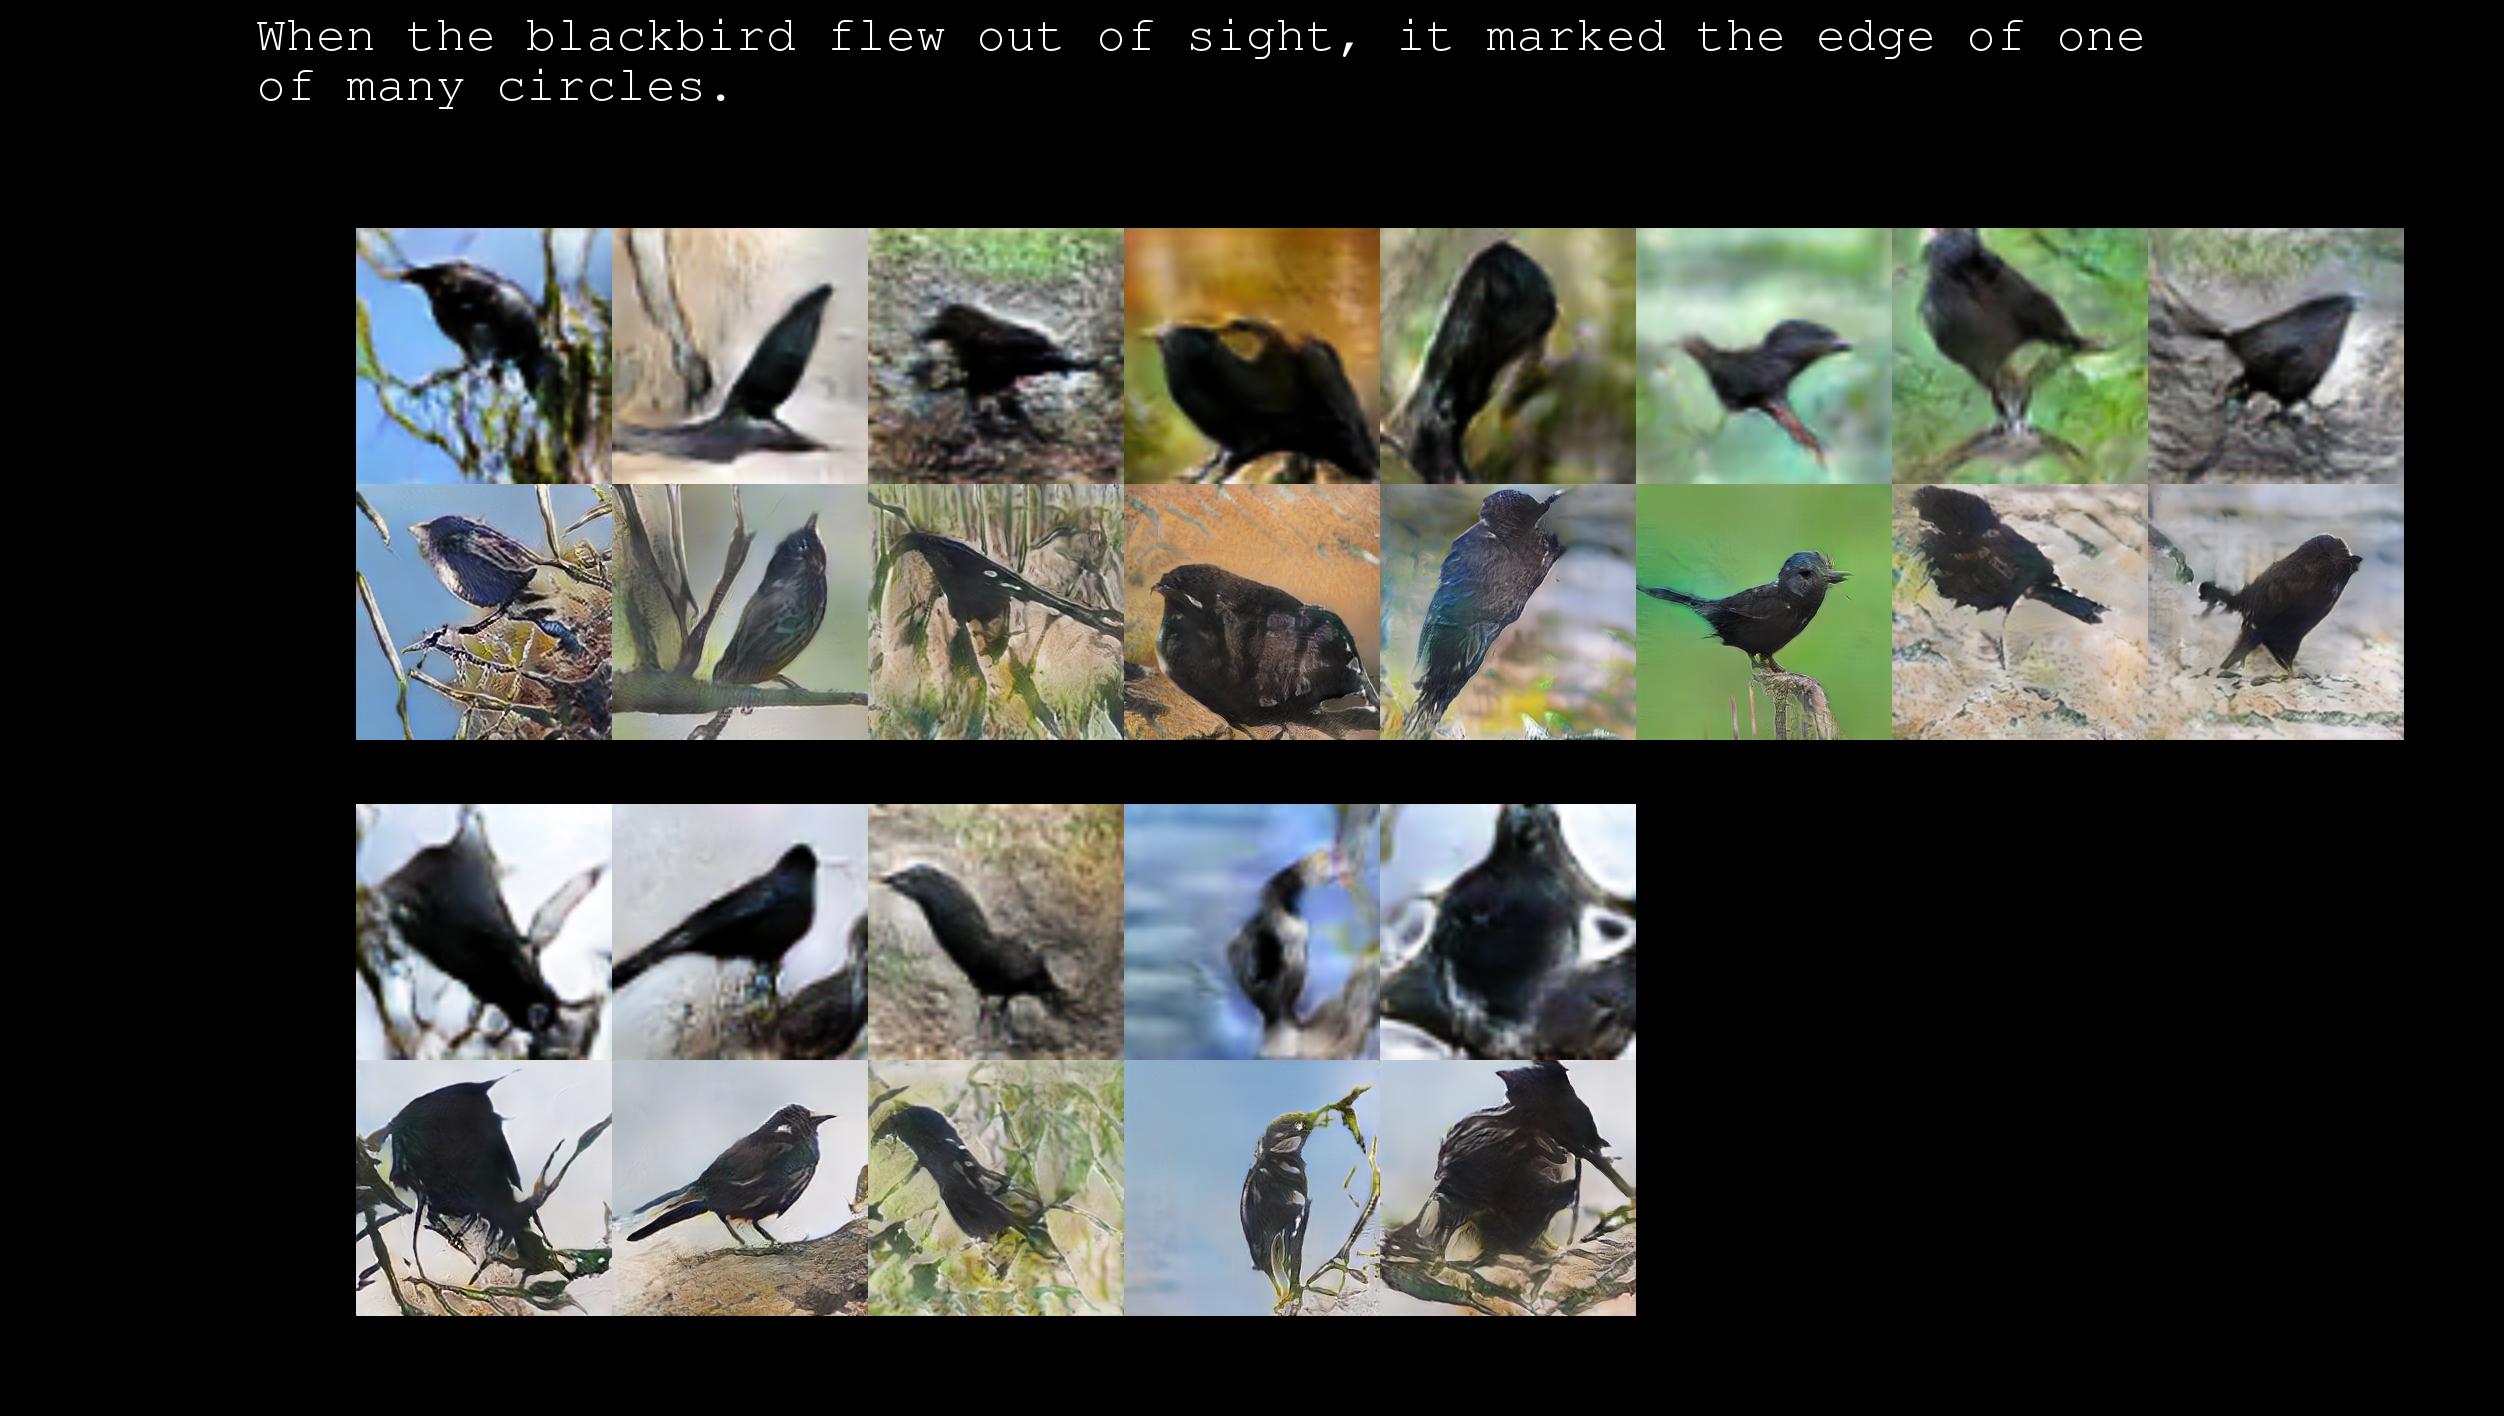 When the blackbird flew out of sight, it marked the edge of one
of many circles.